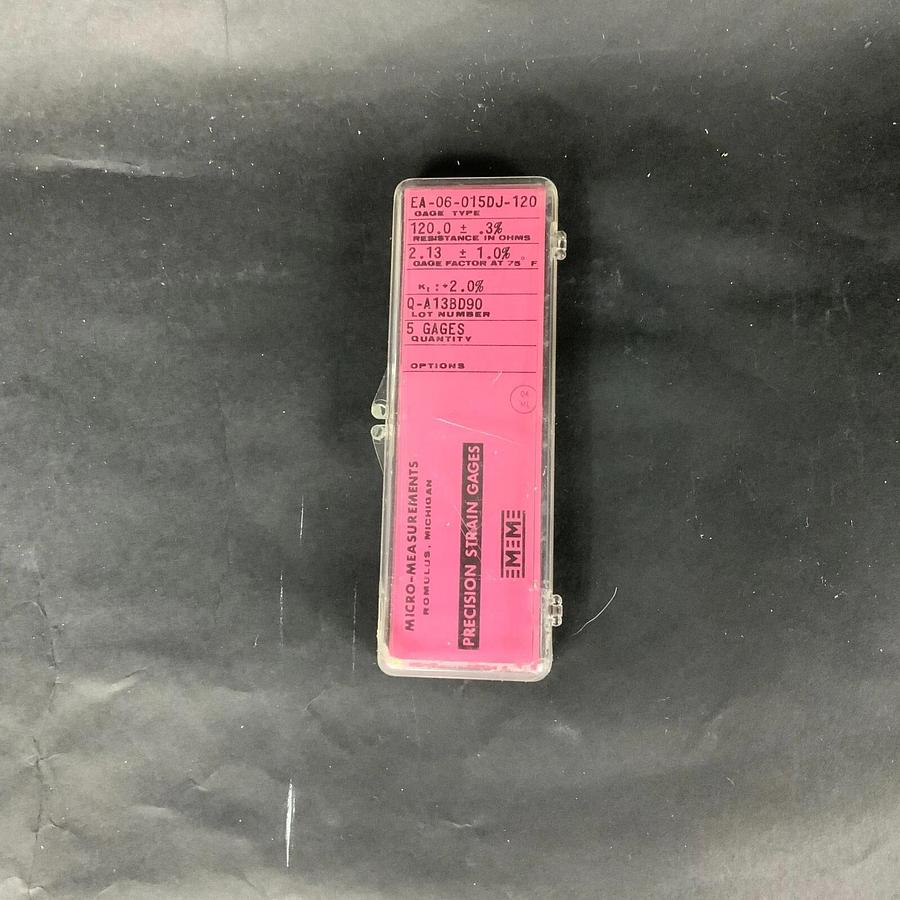 EA-06-015DJ-120
GAGE TYPE
120.0 ± .3%
RESISTANCE IN OHMS
2.13 ± 1.0%
GAGE FACTOR AT 75° F
Kt: +2.0%
Q-A13BD90
LOT NUMBER
5 GAGES
QUANTITY
OPTIONS
MICRO-MEASUREMENTS
ROMULUS, MICHIGAN
PRECISION STRAIN GAGES
MM